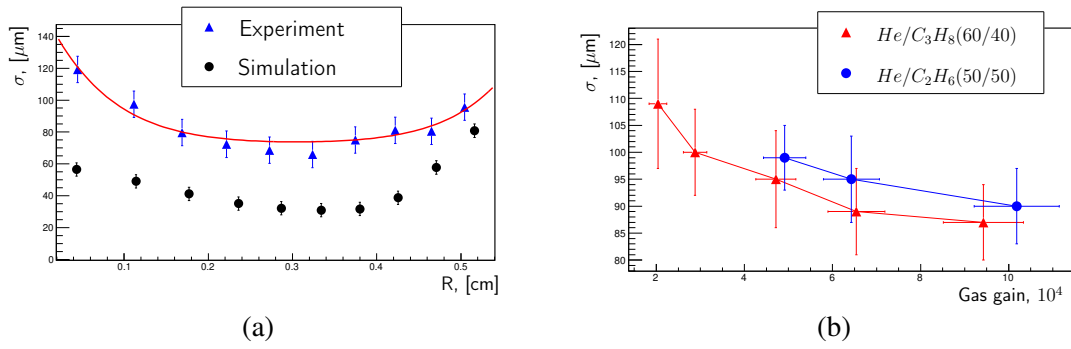 Experiment
Simulation
σ, [μm]
140
120
100
80
60
40
20
0
0.1
0.2
0.3
0.4
0.5
R, [cm]
(a)
He/C₃H₈(60/40)
He/C₂H₆(50/50)
σ, [μm]
120
115
110
105
100
95
90
85
80
2
4
6
8
10
Gas gain, 10⁴
(b)